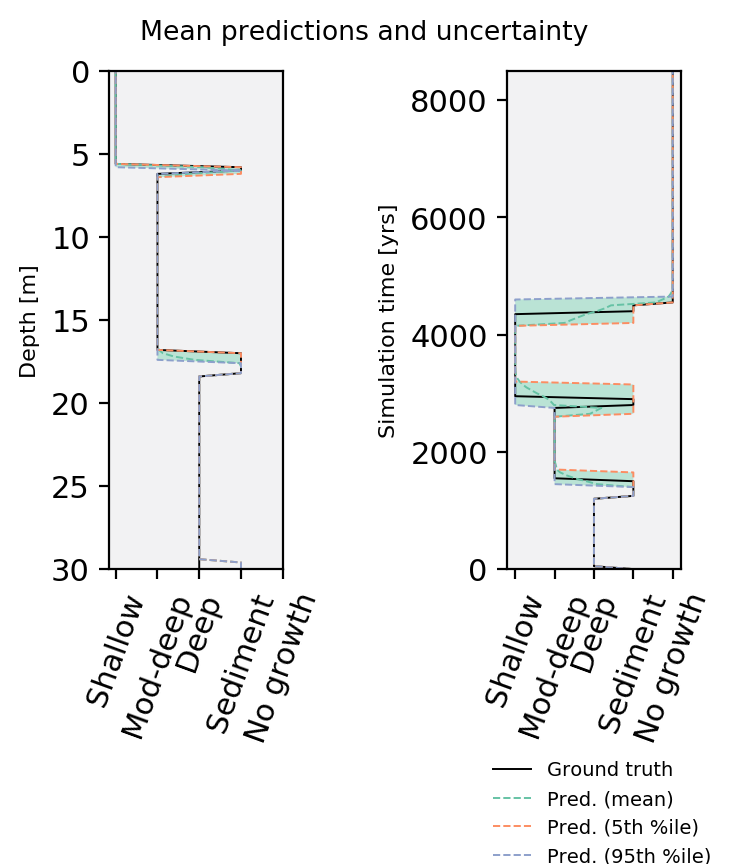 Mean predictions and uncertainty
0
5
10
15
20
25
30
Depth [m]
Shallow
Mod-deep
Deep
Sediment
No growth
8000
6000
4000
2000
0
Simulation time [yrs]
Shallow
Mod-deep
Deep
Sediment
No growth
Ground truth
Pred. (mean)
Pred. (5th %ile)
Pred. (95th %ile)